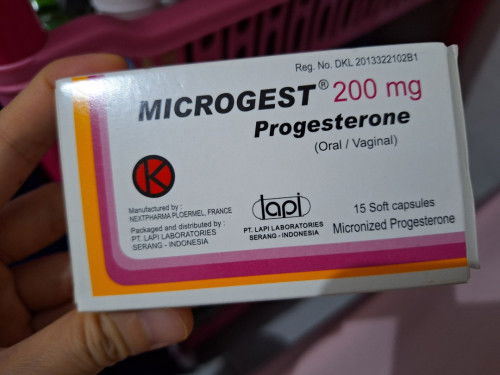 Reg. No. DKL 2013322102B1
MICROGEST® 200 mg
Progesterone
(Oral / Vaginal)
K
Manufactured by :
NEXTPHARMA PLOERMEL, FRANCE
Packaged and distributed by :
PT. LAPI LABORATORIES
SERANG - INDONESIA
lapi
PT. LAPI LABORATORIES
SERANG - INDONESIA
15 Soft capsules
Micronized Progesterone